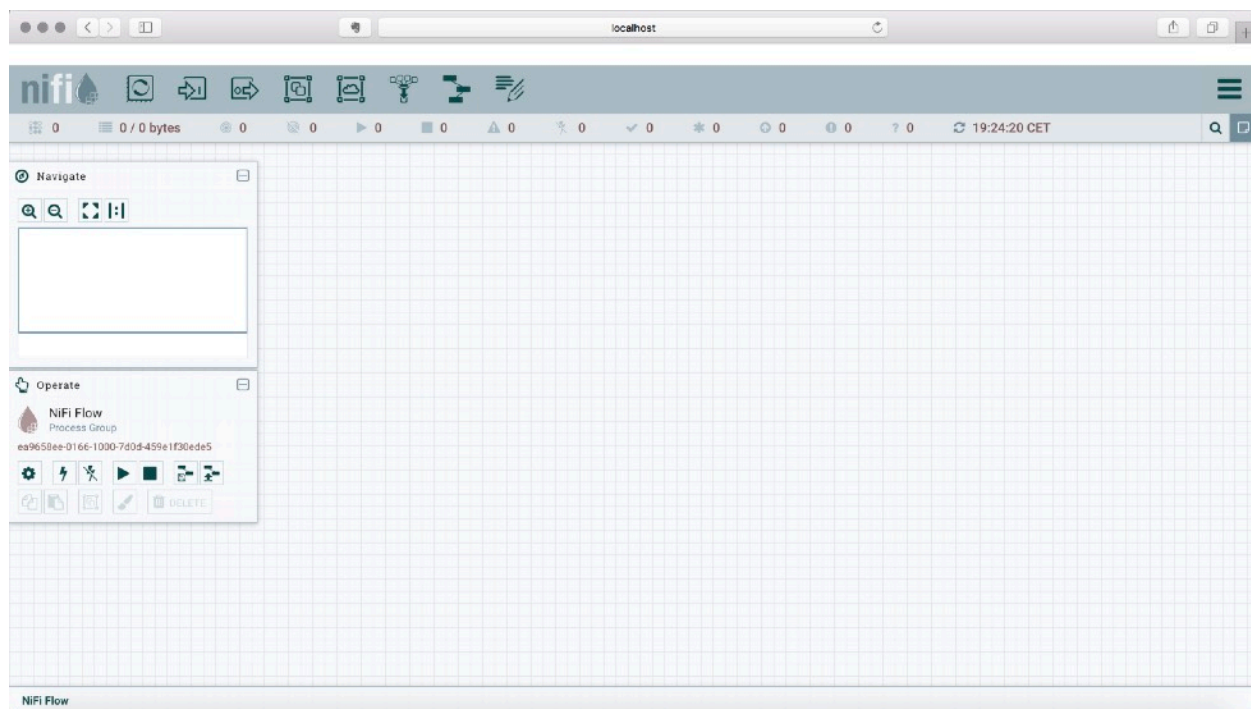 localhost
nifi
0 0 / 0 bytes 0 0 0 0 0 0 0 0 0 0 ? 0 19:24:20 CET
Navigate
Operate
NiFi Flow
Process Group
ea9658ee-0166-1000-7d0d-459e1f30ede5
DELETE
NiFi Flow